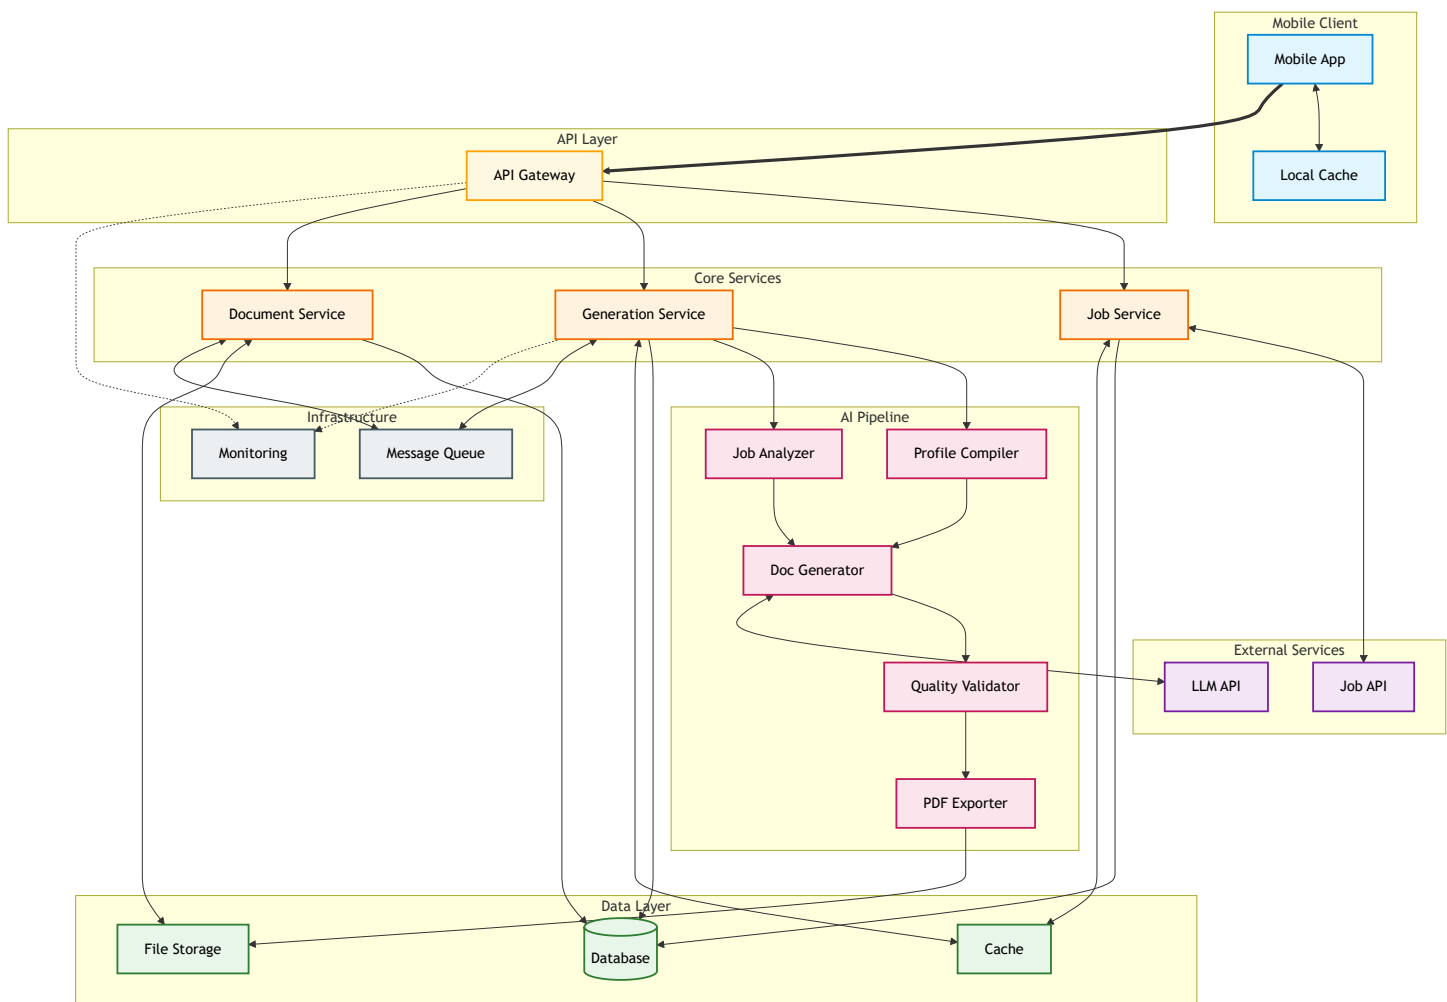 Mobile Client
Mobile App
API Layer
API Gateway
Local Cache
Core Services
Document Service
Generation Service
Job Service
Infrastructure
AI Pipeline
Monitoring
Message Queue
Job Analyzer
Profile Compiler
Doc Generator
External Services
Quality Validator
LLM API
Job API
PDF Exporter
Data Layer
File Storage
Database
Cache